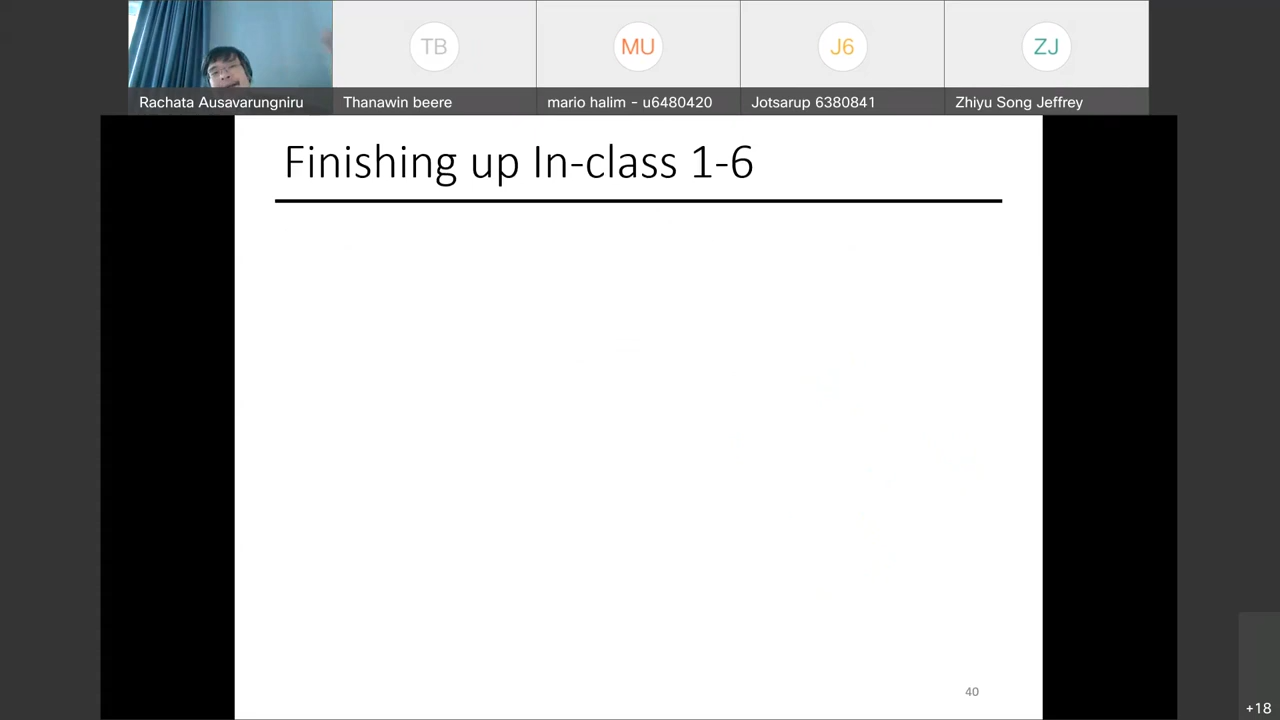 TB
MU
J6
ZJ
Rachata Ausavarungniru
Thanawin beere
mario halim - u6480420
Jotsarup 6380841
Zhiyu Song Jeffrey
Finishing up In-class 1-6
40
+18